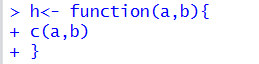 > h<- function(a,b){
+ c(a,b)
+ }